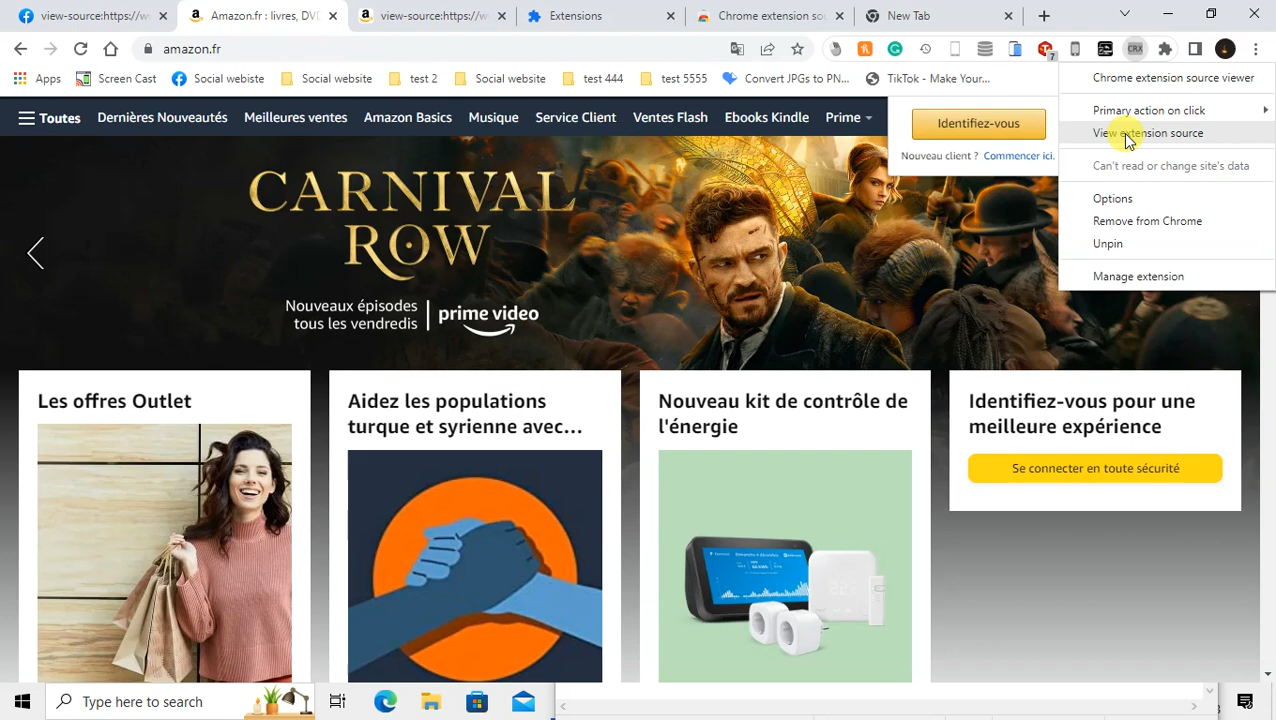 view-source:https://ww
Amazon.fr : livres, DVD
view-source:https://ww
Extensions
Chrome extension sou
New Tab
amazon.fr
7
CRX
Apps
Screen Cast
Social webiste
Social website
test 2
Social website
test 444
test 5555
Convert JPGs to PN...
TikTok - Make Your...
Chrome extension source viewer
Primary action on click
View extension source
Can't read or change site's data
Options
Remove from Chrome
Unpin
Manage extension
Toutes
Dernières Nouveautés
Meilleures ventes
Amazon Basics
Musique
Service Client
Ventes Flash
Ebooks Kindle
Prime
Identifiez-vous
Nouveau client ? Commencer ici.
CARNIVAL
ROW
Nouveaux épisodes
tous les vendredis
prime video
Les offres Outlet
Aidez les populations
turque et syrienne avec...
Nouveau kit de contrôle de
l'énergie
Identifiez-vous pour une
meilleure expérience
Se connecter en toute sécurité
Type here to search